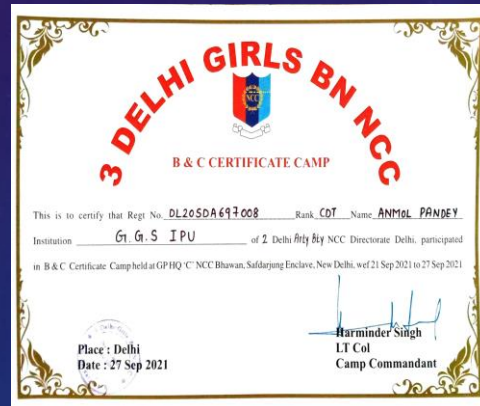 3 DELHI GIRLS BN NCC
NCC
B & C CERTIFICATE CAMP
This is to certify that Regt No. DL20SDA697008 Rank CDT Name ANMOL PANDEY
Institution G.G.S IPU of 2 Delhi Arty Bty NCC Directorate Delhi, participated
in B & C Certificate Camp held at GP HQ 'C' NCC Bhawan, Safdarjung Enclave, New Delhi, wef 21 Sep 2021 to 27 Sep 2021
Harminder Singh
Place : Delhi LT Col
Date : 27 Sep 2021 Camp Commandant